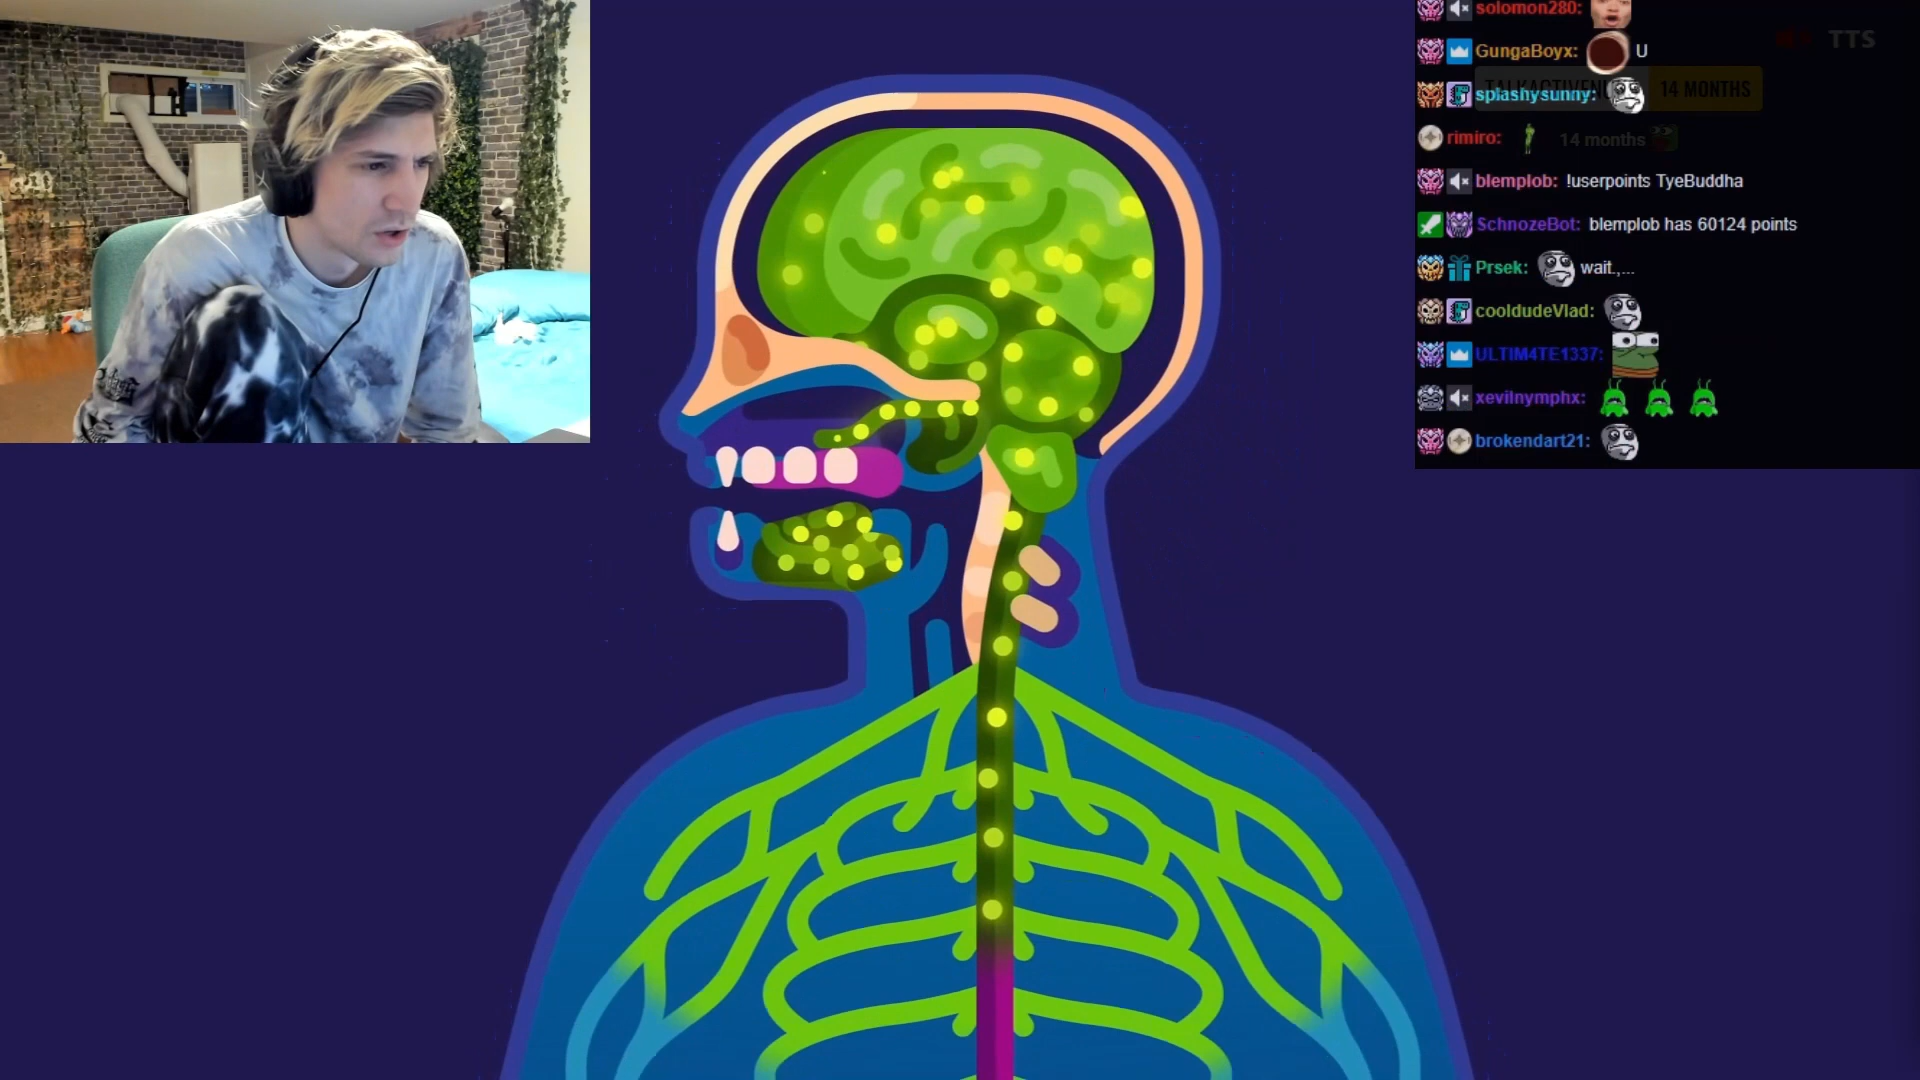 solomon280:
TTS
GungaBoyx: U
14 MONTHS
splashysunny:
rimiro: 14 months
blemplob: !userpoints TyeBuddha
SchnozeBot: blemplob has 60124 points
Prsek: wait.,...
cooldudeVlad:
ULTIM4TE1337:
xevilnymphx:
brokendart21: